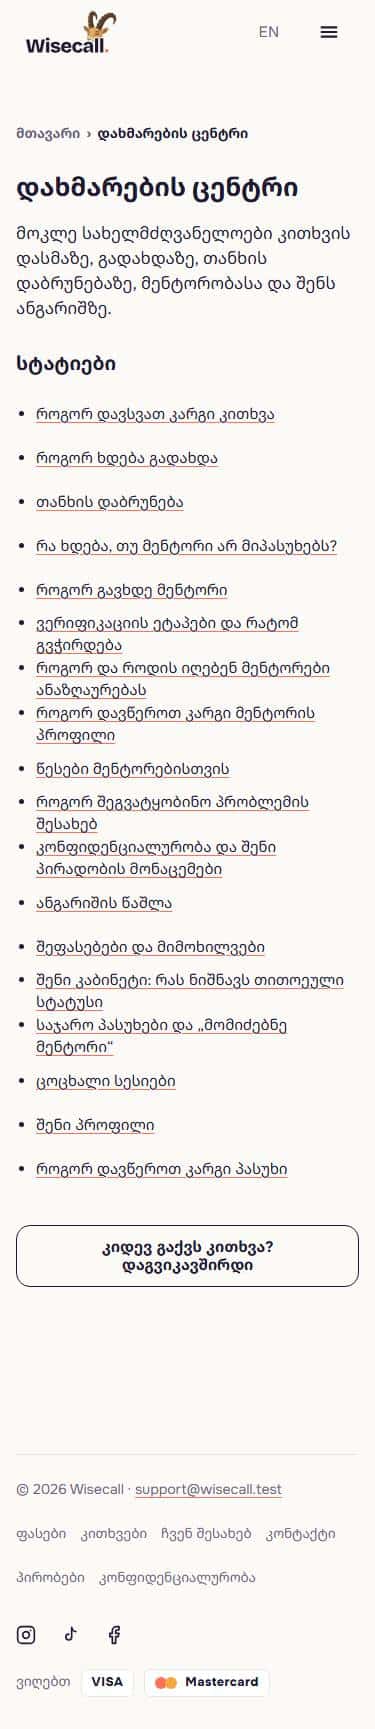 Wisecall.
EN
მთავარი › დახმარების ცენტრი
დახმარების ცენტრი
მოკლე სახელმძღვანელოები კითხვის
დასმაზე, გადახდაზე, თანხის
დაბრუნებაზე, მენტორობასა და შენს
ანგარიშზე.
სტატიები
როგორ დავსვათ კარგი კითხვა
როგორ ხდება გადახდა
თანხის დაბრუნება
რა ხდება, თუ მენტორი არ მიპასუხებს?
როგორ გავხდე მენტორი
ვერიფიკაციის ეტაპები და რატომ
გვჭირდება
როგორ და როდის იღებენ მენტორები
ანაზღაურებას
როგორ დავწეროთ კარგი მენტორის
პროფილი
წესები მენტორებისთვის
როგორ შეგვატყობინო პრობლემის
შესახებ
კონფიდენციალურობა და შენი
პირადობის მონაცემები
ანგარიშის წაშლა
შეფასებები და მიმოხილვები
შენი კაბინეტი: რას ნიშნავს თითოეული
სტატუსი
საჯარო პასუხები და „მომიძებნე
მენტორი“
ცოცხალი სესიები
შენი პროფილი
როგორ დავწეროთ კარგი პასუხი
კიდევ გაქვს კითხვა?
დაგვიკავშირდი
© 2026 Wisecall · support@wisecall.test
ფასები კითხვები ჩვენ შესახებ კონტაქტი
პირობები კონფიდენციალურობა
ვიღებთ VISA Mastercard